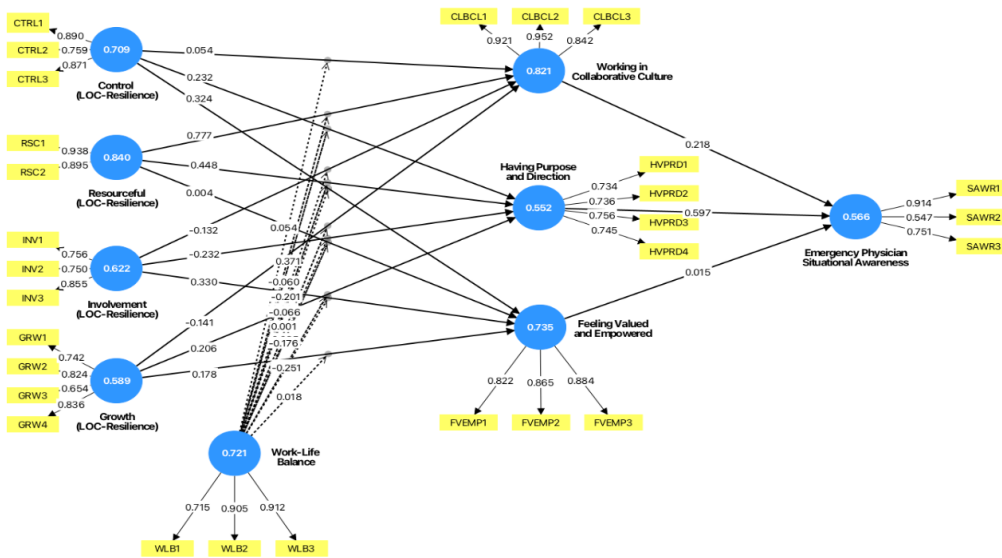 CTRL1
CTRL2
CTRL3
0.890
0.759
0.871
0.709
Control
(LOC-Resilience)
0.054
0.232
0.324
RSC1
RSC2
0.938
0.895
0.840
Resourceful
(LOC-Resilience)
0.777
0.448
0.004
INV1
INV2
INV3
0.756
0.750
0.855
0.622
Involvement
(LOC-Resilience)
-0.132
-0.232
0.330
GRW1
GRW2
GRW3
GRW4
0.742
0.824
0.654
0.836
0.589
Growth
(LOC-Resilience)
-0.141
0.206
0.178
0.054
0.371
-0.060
-0.201
-0.066
0.001
-0.176
-0.251
0.018
0.721
Work-Life
Balance
0.715
0.905
0.912
WLB1
WLB2
WLB3
CLBCL1
CLBCL2
CLBCL3
0.921
0.952
0.842
0.821
Working in
Collaborative Culture
0.218
Having Purpose
and Direction
0.552
0.734
0.736
0.756
0.745
HVPRD1
HVPRD2
HVPRD3
HVPRD4
0.597
0.735
Feeling Valued
and Empowered
0.015
0.822
0.865
0.884
FVEMP1
FVEMP2
FVEMP3
0.566
Emergency Physician
Situational Awareness
0.914
0.547
0.751
SAWR1
SAWR2
SAWR3